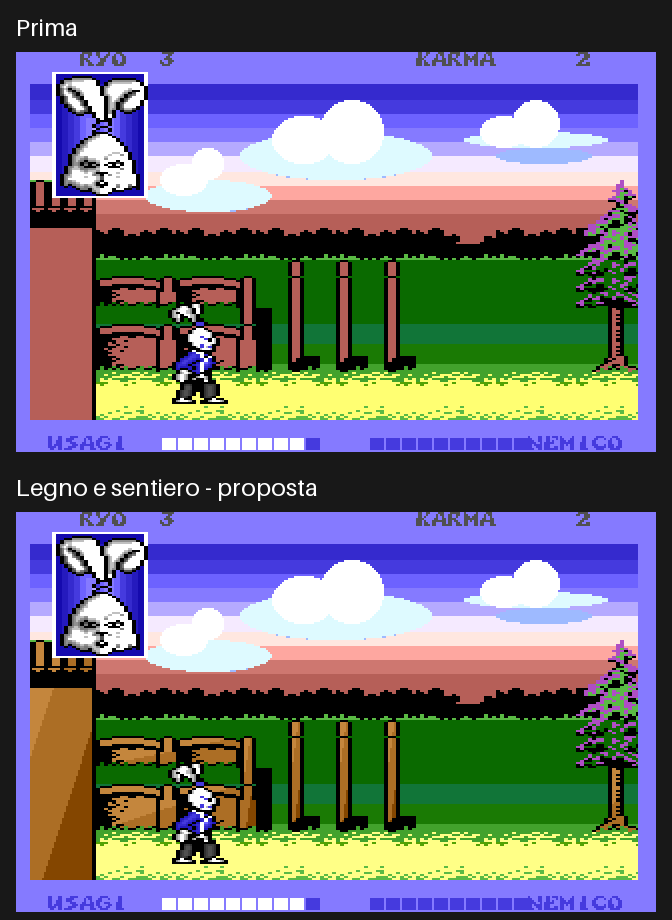 Prima
RYO 3 KARMA 2
USAGI NEMICO
Legno e sentiero - proposta
RYO 3 KARMA 2
USAGI NEMICO